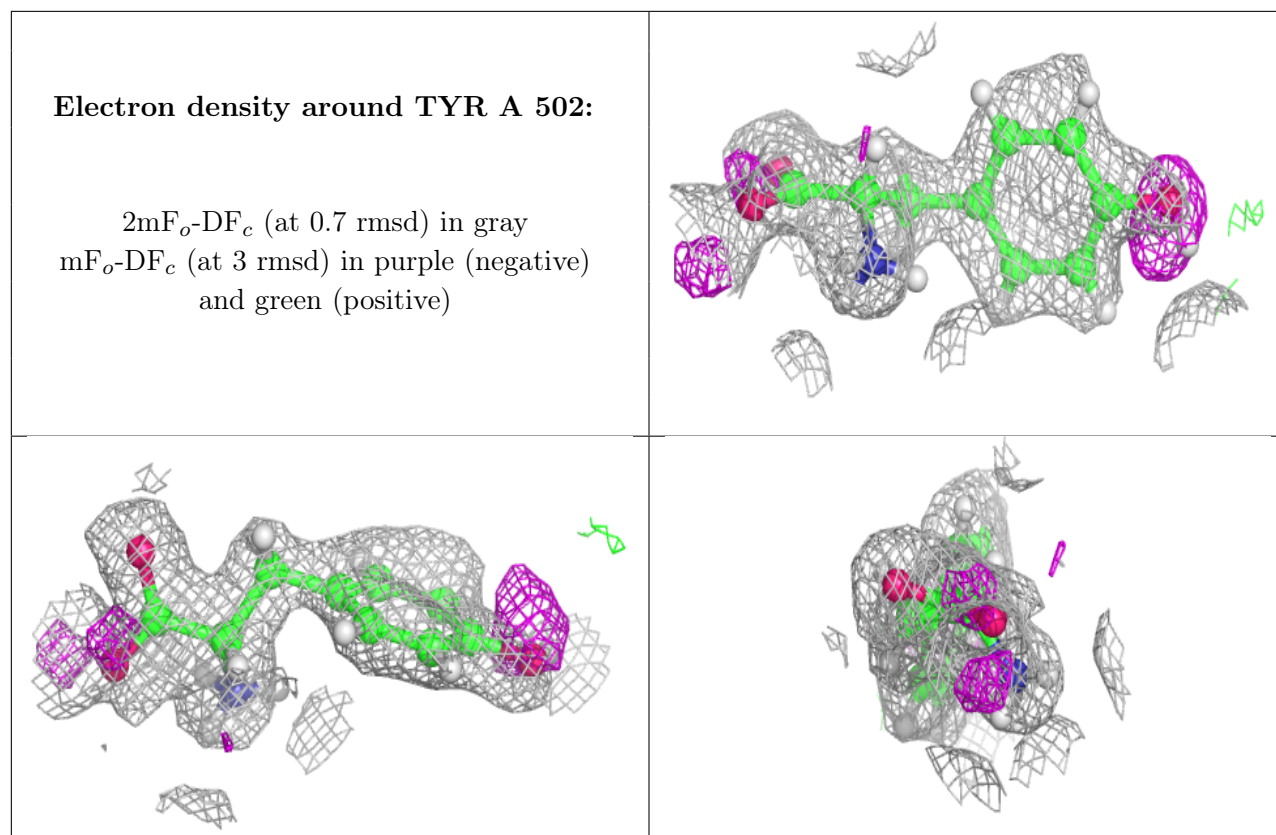 Electron density around TYR A 502:
2mFo-DFc (at 0.7 rmsd) in gray
mFo-DFc (at 3 rmsd) in purple (negative)
and green (positive)